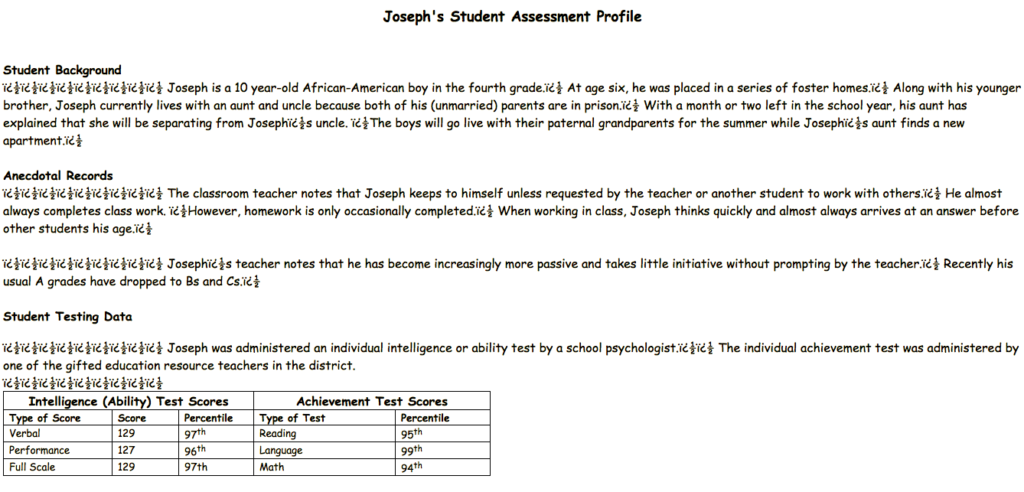 Joseph's Student Assessment Profile
Student Background
ï¿½ï¿½ï¿½ï¿½ï¿½ï¿½ï¿½ï¿½ï¿½ Joseph is a 10 year-old African-American boy in the fourth grade.ï¿½ At age six, he was placed in a series of foster homes.ï¿½ Along with his younger
brother, Joseph currently lives with an aunt and uncle because both of his (unmarried) parents are in prison.ï¿½ With a month or two left in the school year, his aunt has
explained that she will be separating from Josephï¿½s uncle. ï¿½The boys will go live with their paternal grandparents for the summer while Josephï¿½s aunt finds a new
apartment.ï¿½
Anecdotal Records
ï¿½ï¿½ï¿½ï¿½ï¿½ï¿½ï¿½ï¿½ï¿½ The classroom teacher notes that Joseph keeps to himself unless requested by the teacher or another student to work with others.ï¿½ He almost
always completes class work. ï¿½However, homework is only occasionally completed.ï¿½ When working in class, Joseph thinks quickly and almost always arrives at an answer before
other students his age.ï¿½
ï¿½ï¿½ï¿½ï¿½ï¿½ï¿½ï¿½ï¿½ï¿½ Josephï¿½s teacher notes that he has become increasingly more passive and takes little initiative without prompting by the teacher.ï¿½ Recently his
usual A grades have dropped to Bs and Cs.ï¿½
Student Testing Data
ï¿½ï¿½ï¿½ï¿½ï¿½ï¿½ï¿½ï¿½ï¿½ Joseph was administered an individual intelligence or ability test by a school psychologist.ï¿½ï¿½ The individual achievement test was administered by
one of the gifted education resource teachers in the district.
ï¿½ï¿½ï¿½ï¿½ï¿½ï¿½ï¿½ï¿½ï¿½
Intelligence (Ability) Test Scores Achievement Test Scores
Type of Score Score Percentile Type of Test Percentile
Verbal 129 97th Reading 95th
Performance 127 96th Language 99th
Full Scale 129 97th Math 94th